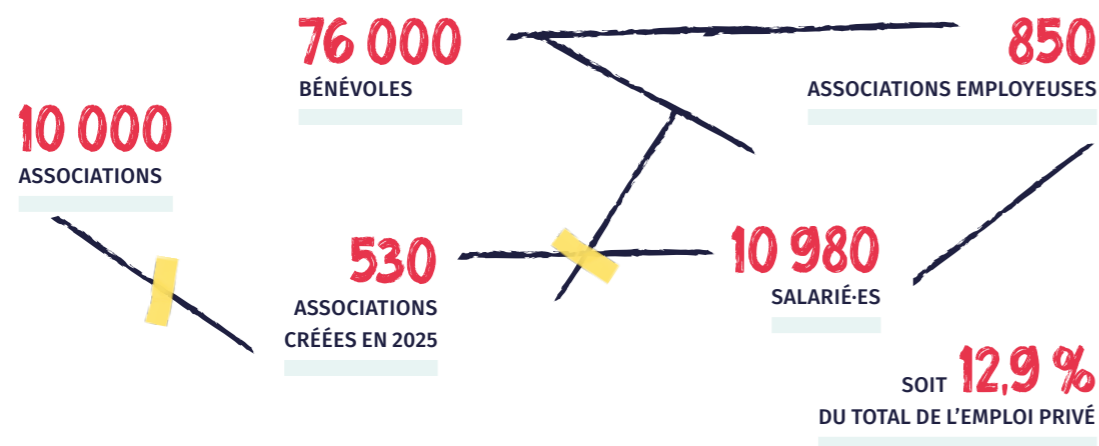 76 000
BÉNÉVOLES
850
ASSOCIATIONS EMPLOYEUSES
10 000
ASSOCIATIONS
530
ASSOCIATIONS
CRÉÉES EN 2025
10 980
SALARIÉ·ES
SOIT 12,9 %
DU TOTAL DE L’EMPLOI PRIVÉ